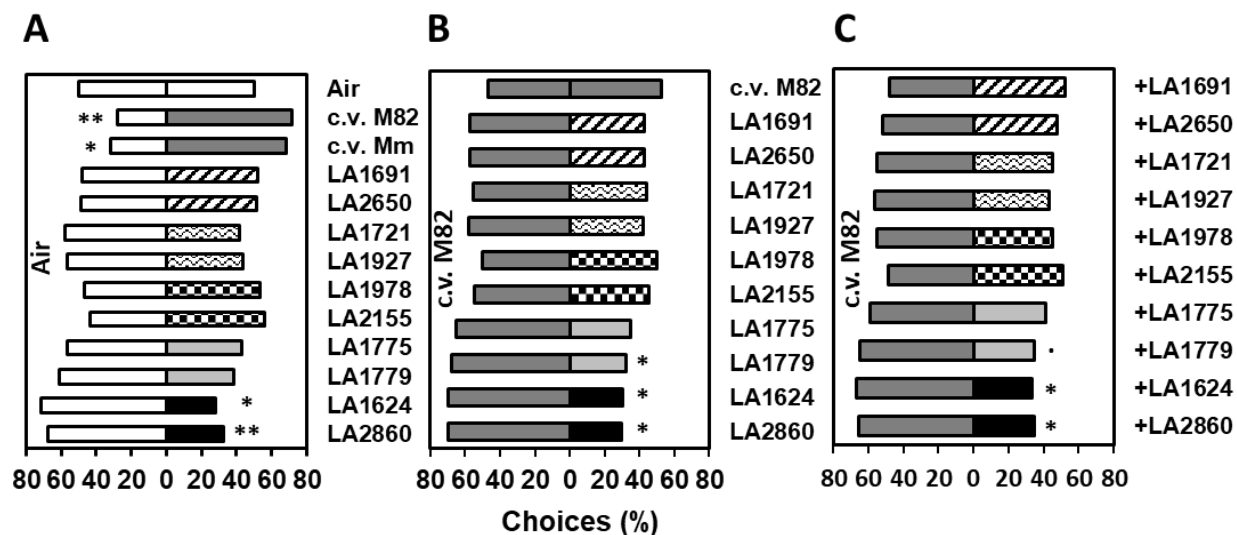 A
B
C
Air
Air
c.v. M82
**
c.v. Mm
*
LA1691
LA2650
LA1721
LA1927
LA1978
LA2155
LA1775
LA1779
LA1624
*
LA2860
**
80 60 40 20 0 20 40 60 80
c.v. M82
c.v. M82
LA1691
LA2650
LA1721
LA1927
LA1978
LA2155
LA1775
LA1779
*
LA1624
*
LA2860
*
80 60 40 20 0 20 40 60 80
Choices (%)
c.v. M82
+LA1691
+LA2650
+LA1721
+LA1927
+LA1978
+LA2155
+LA1775
+LA1779
.
+LA1624
*
+LA2860
*
80 60 40 20 0 20 40 60 80